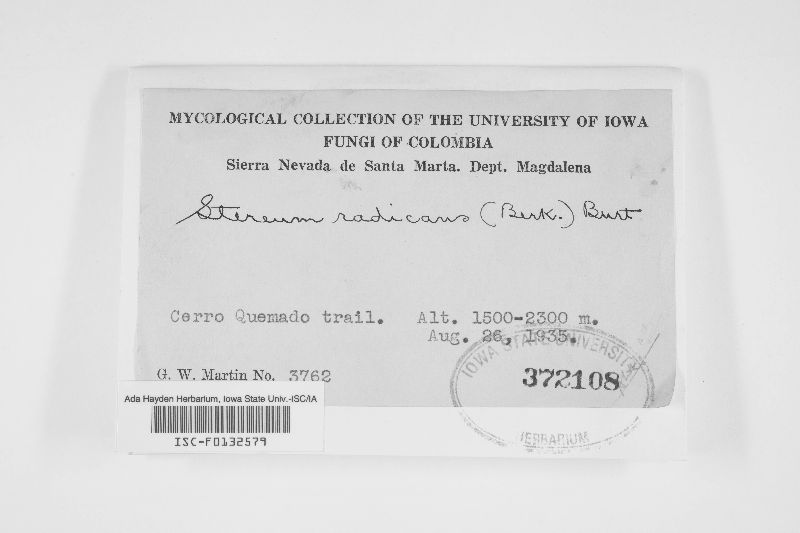 MYCOLOGICAL COLLECTION OF THE UNIVERSITY OF IOWA
FUNGI OF COLOMBIA
Sierra Nevada de Santa Marta. Dept. Magdalena
Stereum radicans (Berk.) Burt
Cerro Quemado trail. Alt. 1500-2300 m.
Aug. 26, 1935.
IOWA STATE UNIVERSITY
G. W. Martin No. 3762
372108
HERBARIUM
Ada Hayden Herbarium, Iowa State Univ.-ISC/IA
ISC-F0132579